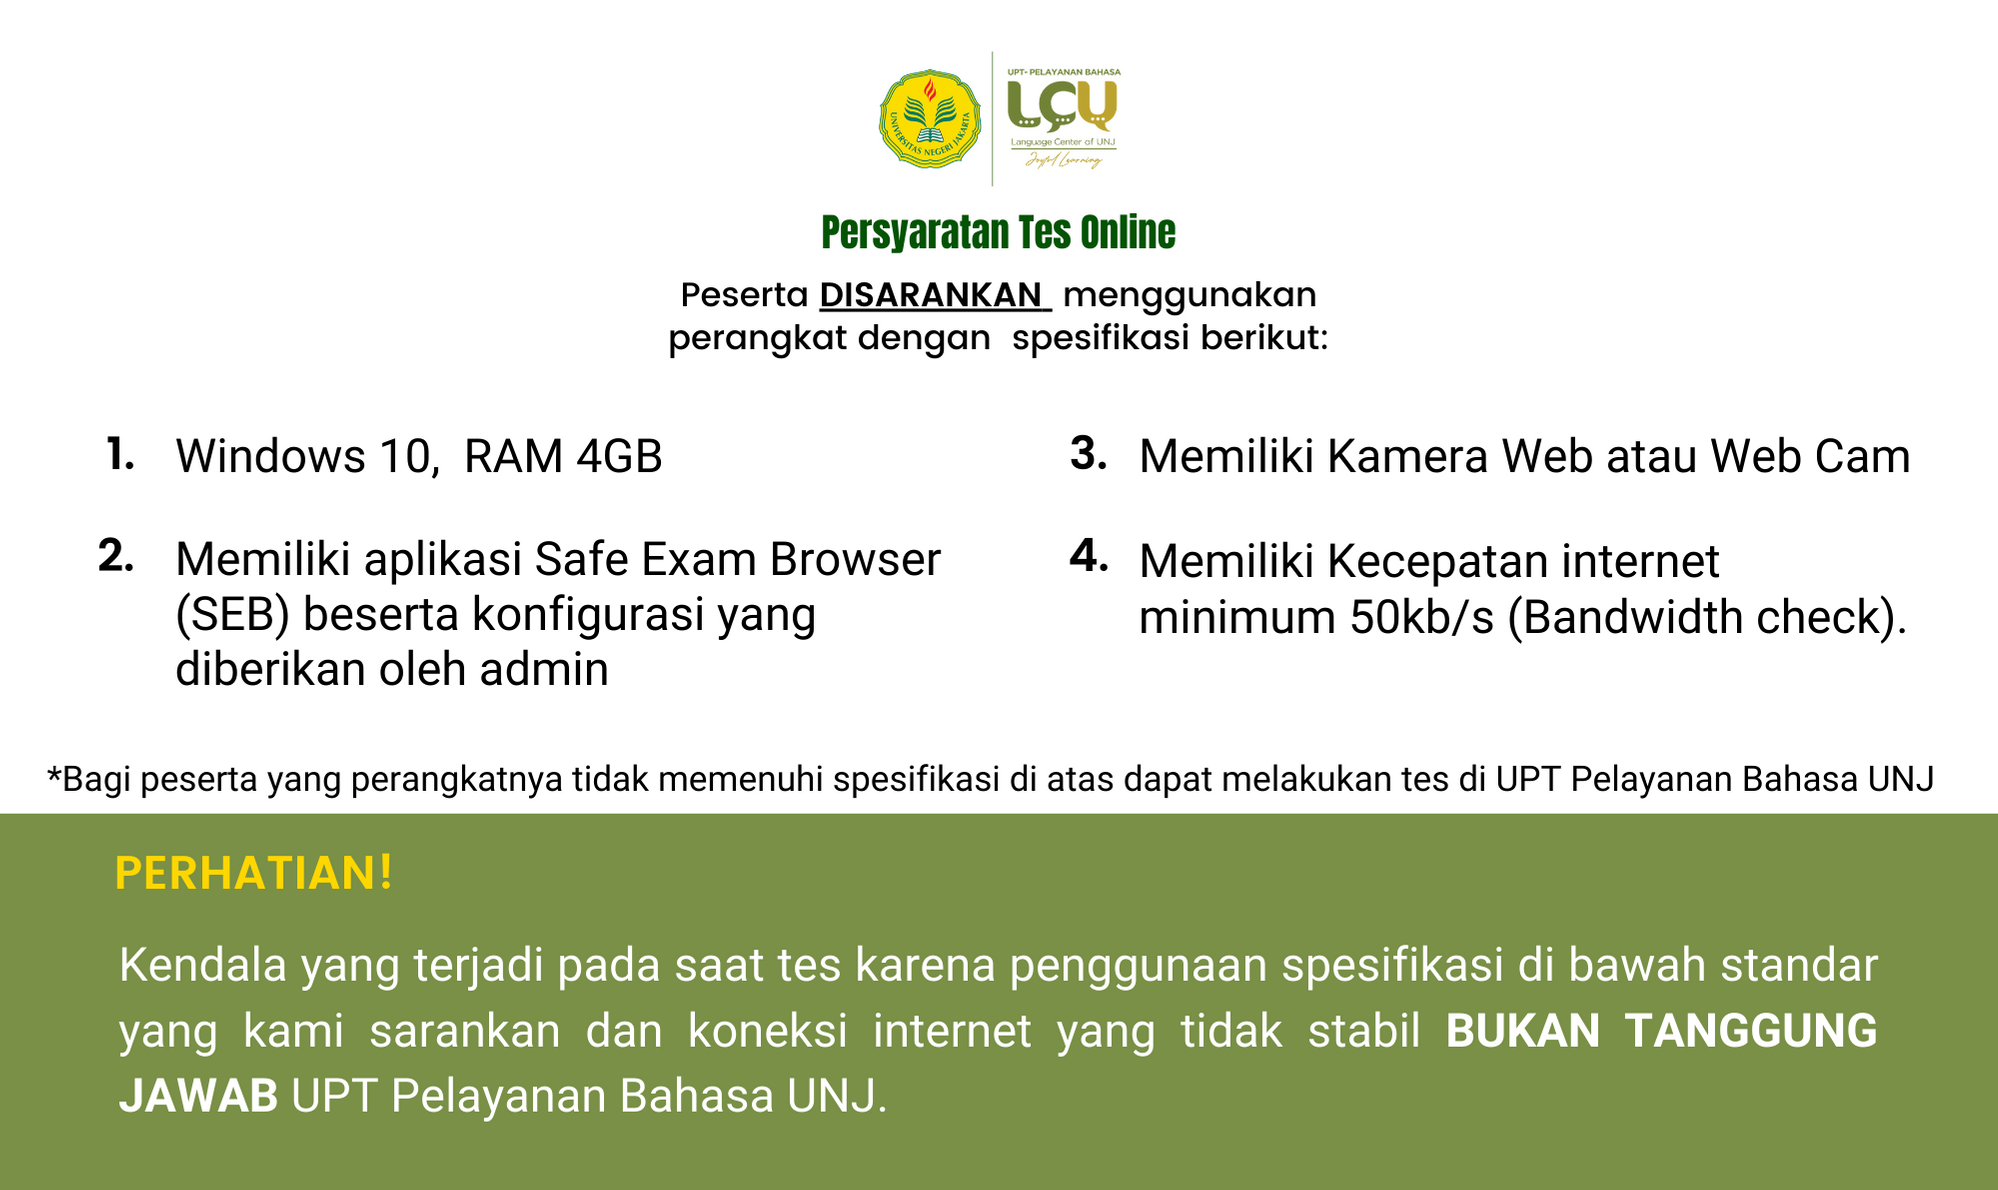 UNIVERSITAS NEGERI JAKARTA
UPT- PELAYANAN BAHASA
LCU
Language Center of UNJ
Joyful Learning
Persyaratan Tes Online
Peserta DISARANKAN menggunakan
perangkat dengan spesifikasi berikut:
1. Windows 10, RAM 4GB
2. Memiliki aplikasi Safe Exam Browser
(SEB) beserta konfigurasi yang
diberikan oleh admin
3. Memiliki Kamera Web atau Web Cam
4. Memiliki Kecepatan internet
minimum 50kb/s (Bandwidth check).
*Bagi peserta yang perangkatnya tidak memenuhi spesifikasi di atas dapat melakukan tes di UPT Pelayanan Bahasa UNJ
PERHATIAN!
Kendala yang terjadi pada saat tes karena penggunaan spesifikasi di bawah standar
yang kami sarankan dan koneksi internet yang tidak stabil BUKAN TANGGUNG
JAWAB UPT Pelayanan Bahasa UNJ.